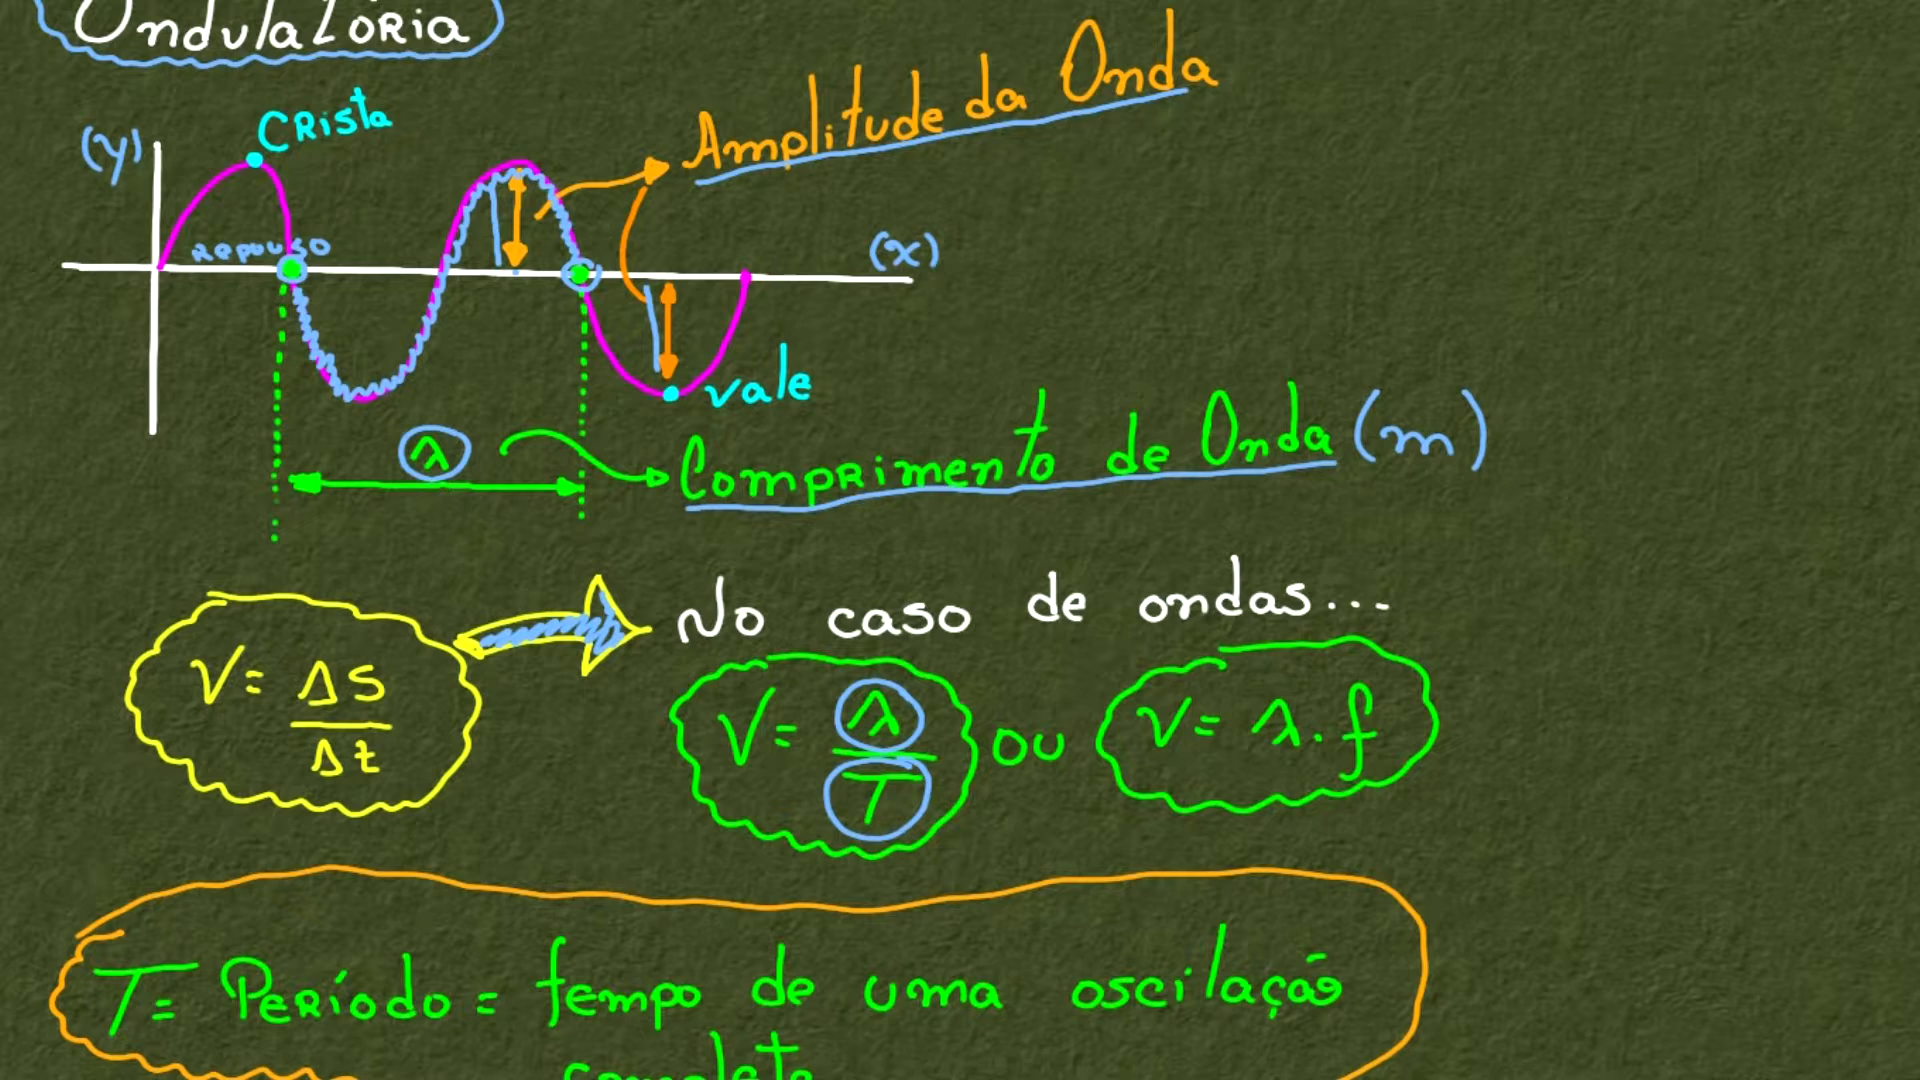 Ondulatória
Amplitude da Onda
Crista
(y)
Repouso
(x)
vale
λ
Comprimento de Onda (m)
No caso de ondas...
V = ΔS
Δt
V = λ
T
ou
V = λ.f
T = Período = tempo de uma oscilação
completa